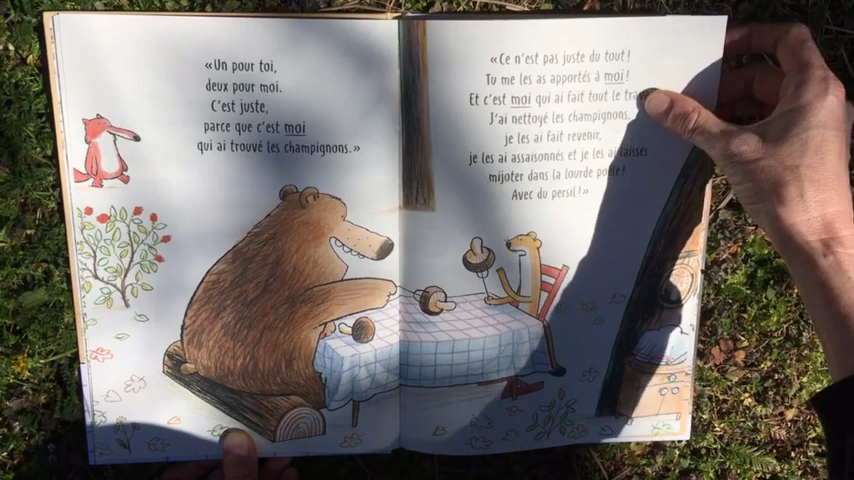 «Un pour toi,
deux pour moi.
C'est juste,
parce que c'est moi
qui ai trouvé les champignons.»
«Ce n'est pas juste du tout!
Tu me les as apportés à moi!
Et c'est moi qui ai fait tout le
J'ai nettoyé les champignons,
je les ai fait revenir,
je les ai assaisonnés et je les ai laissés
mijoter dans la lourde poêle!
Avec du persil!»